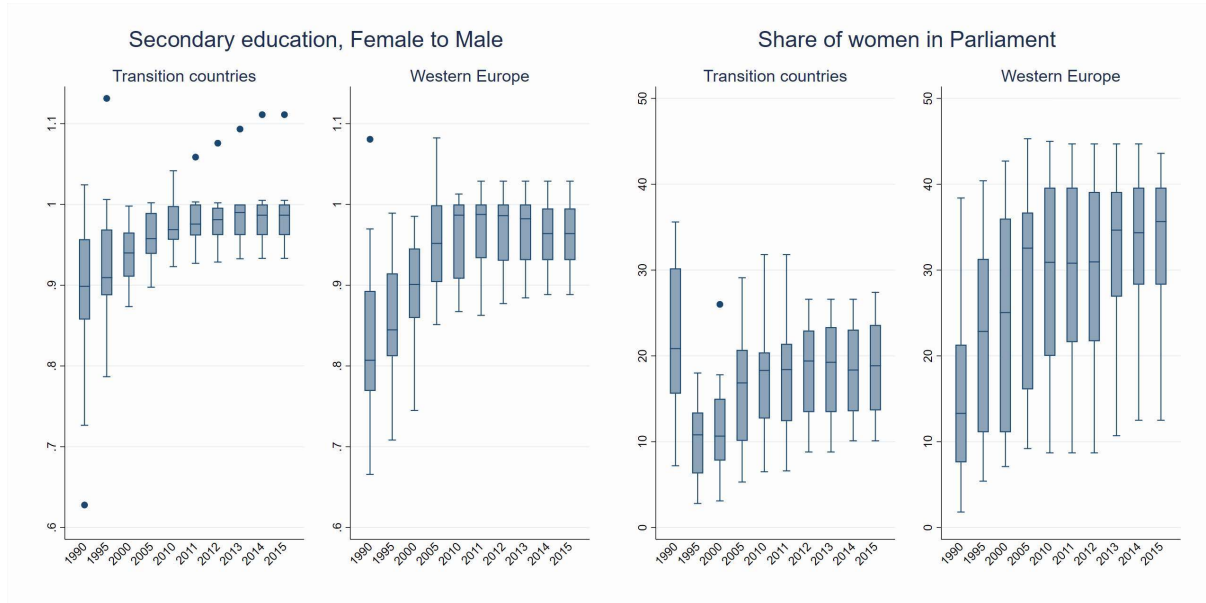 Secondary education, Female to Male
Share of women in Parliament
Transition countries
Western Europe
Transition countries
Western Europe
1.1
1
.9
.8
.7
.6
1.1
1
.9
.8
.7
.6
50
40
30
20
10
0
50
40
30
20
10
0
1990 1995 2000 2005 2010 2011 2012 2013 2014 2015
1990 1995 2000 2005 2010 2011 2012 2013 2014 2015
1990 1995 2000 2005 2010 2011 2012 2013 2014 2015
1990 1995 2000 2005 2010 2011 2012 2013 2014 2015